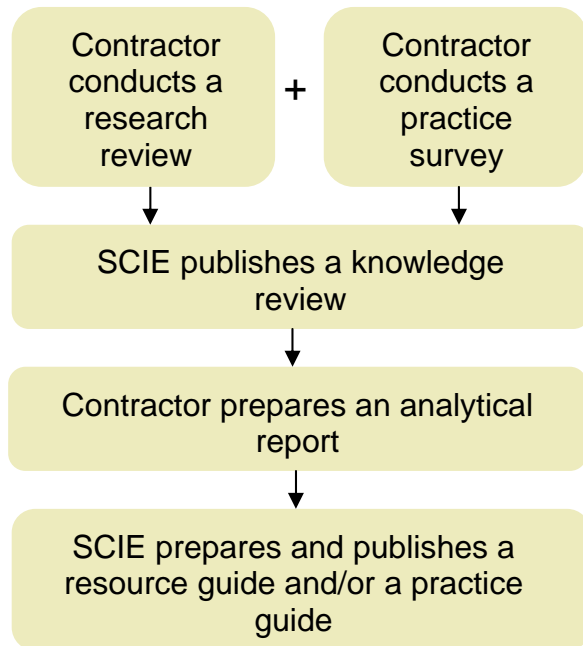 Contractor
conducts a
research
review
+
Contractor
conducts a
practice
survey
SCIE publishes a knowledge
review
Contractor prepares an analytical
report
SCIE prepares and publishes a
resource guide and/or a practice
guide